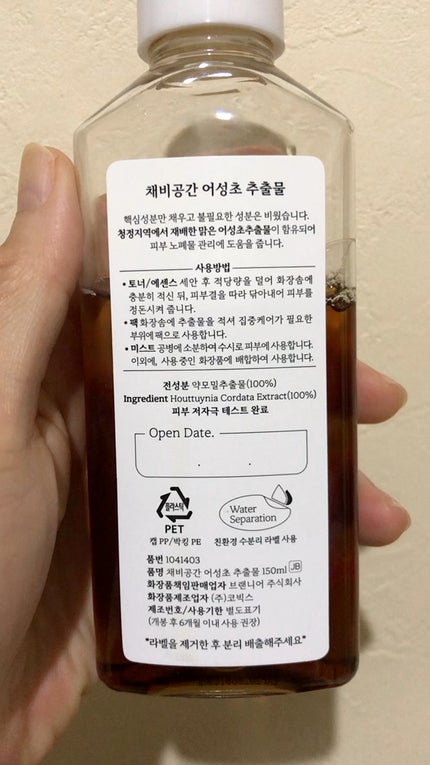 채비공간 어성초 추출물
핵심성분만 채우고 불필요한 성분은 비웠습니다.
청정지역에서 재배한 맑은 어성초추출물이 함유되어
피부 노폐물 관리에 도움을 줍니다.
사용방법
• 토너/에센스 세안 후 적당량을 덜어 화장솜에
충분히 적신 뒤, 피부결을 따라 닦아내어 피부를
정돈시켜 줍니다.
• 팩 화장솜에 추출물을 적셔 집중케어가 필요한
부위에 팩으로 사용합니다.
• 미스트 공병에 소분하여 수시로 피부에 사용합니다.
이외에, 사용 중인 화장품에 배합하여 사용합니다.
전성분 약모밀추출물(100%)
Ingredient Houttuynia Cordata Extract(100%)
피부 저자극 테스트 완료
Open Date.
. .
플라스틱
PET
캡 PP/박킹 PE
Water
Separation
친환경 수분리 라벨 사용
품번 1041403
품명 채비공간 어성초 추출물 150ml JB
화장품책임판매업자 브랜니어 주식회사
화장품제조업자 (주)코빅스
제조번호/사용기한 별도표기
(개봉 후 6개월 이내 사용 권장)
"라벨을 제거한 후 분리 배출해주세요"